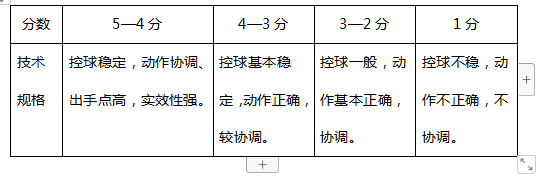 分数 5—4分 4—3分 3—2分 1分
技术 控球稳定，动作协调、 控球基本稳 控球一般，动 控球不稳，动
规格 出手点高，实效性强。 定，动作正确， 作基本正确， 作不正确，不
较协调。 协调。 协调。